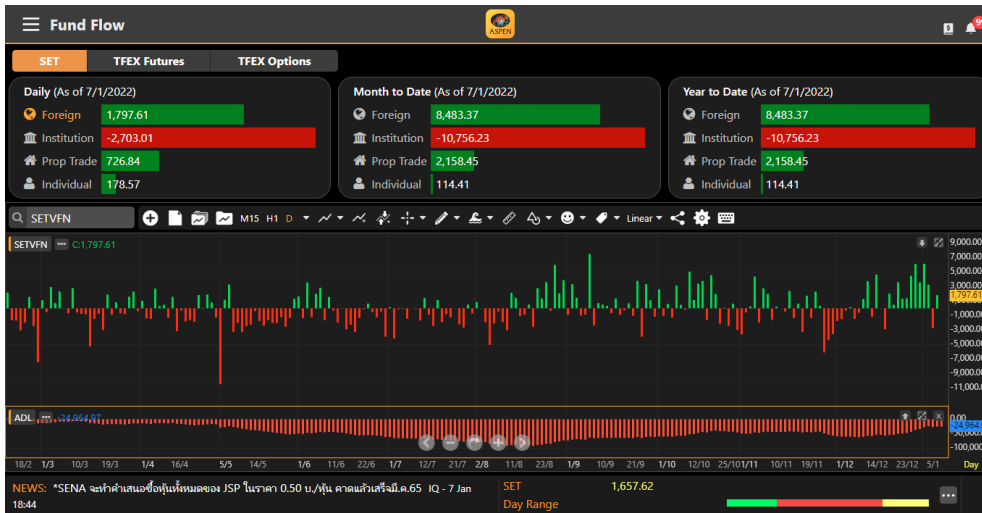 Fund Flow
ASPEN
SET TFEX Futures TFEX Options
Daily (As of 7/1/2022)
Foreign 1,797.61
Institution -2,703.01
Prop Trade 726.84
Individual 178.57
Month to Date (As of 7/1/2022)
Foreign 8,483.37
Institution -10,756.23
Prop Trade 2,158.45
Individual 114.41
Year to Date (As of 7/1/2022)
Foreign 8,483.37
Institution -10,756.23
Prop Trade 2,158.45
Individual 114.41
SETVFN M15 H1 D Linear
SETVFN C:1,797.61
9,000.00
7,000.00
5,000.00
3,000.00
1,797.61
-1,000.00
-3,000.00
-5,000.00
-7,000.00
-9,000.00
-11,000.
ADL -24,964.97
0.00
-24,964.
-100,000
18/2 1/3 10/3 19/3 1/4 16/4 5/5 14/5 1/6 11/6 22/6 1/7 12/7 21/7 2/8 11/8 23/8 1/9 10/9 21/9 1/10 12/10 25/10 1/11 10/11 19/11 1/12 14/12 23/12 5/1 Day
NEWS: *SENA จะทำคำเสนอซื้อหุ้นทั้งหมดของ JSP ในราคา 0.50 บ./หุ้น คาดแล้วเสร็จมี.ค.65 IQ - 7 Jan
18:44
SET 1,657.62
Day Range